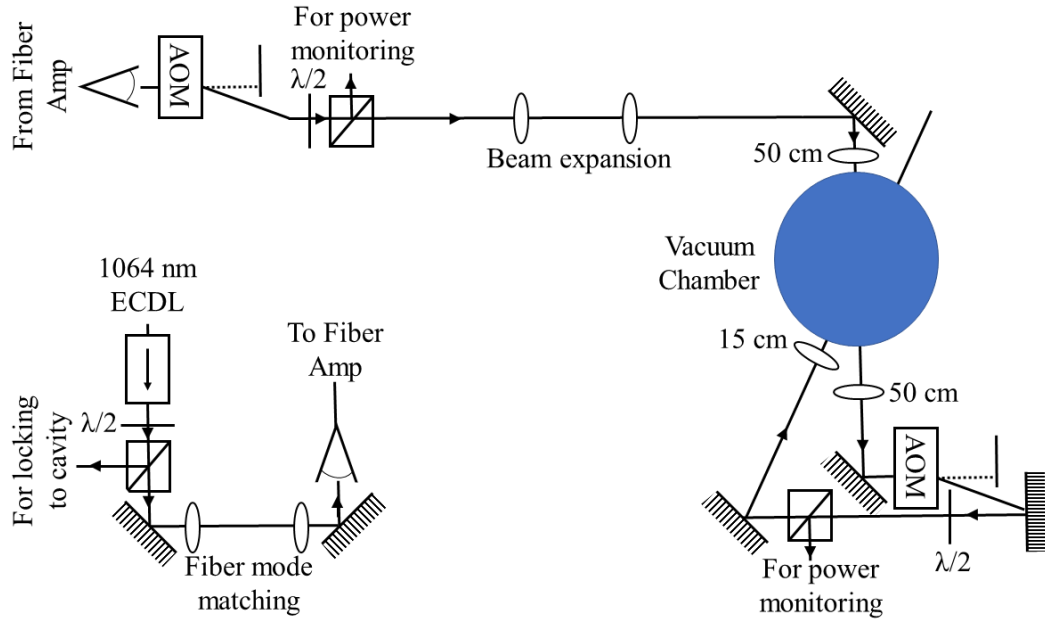 From Fiber
Amp
AOM
λ/2
For power
monitoring
Beam expansion
50 cm
Vacuum
Chamber
15 cm
50 cm
AOM
λ/2
For power
monitoring
1064 nm
ECDL
λ/2
For locking
to cavity
Fiber mode
matching
To Fiber
Amp